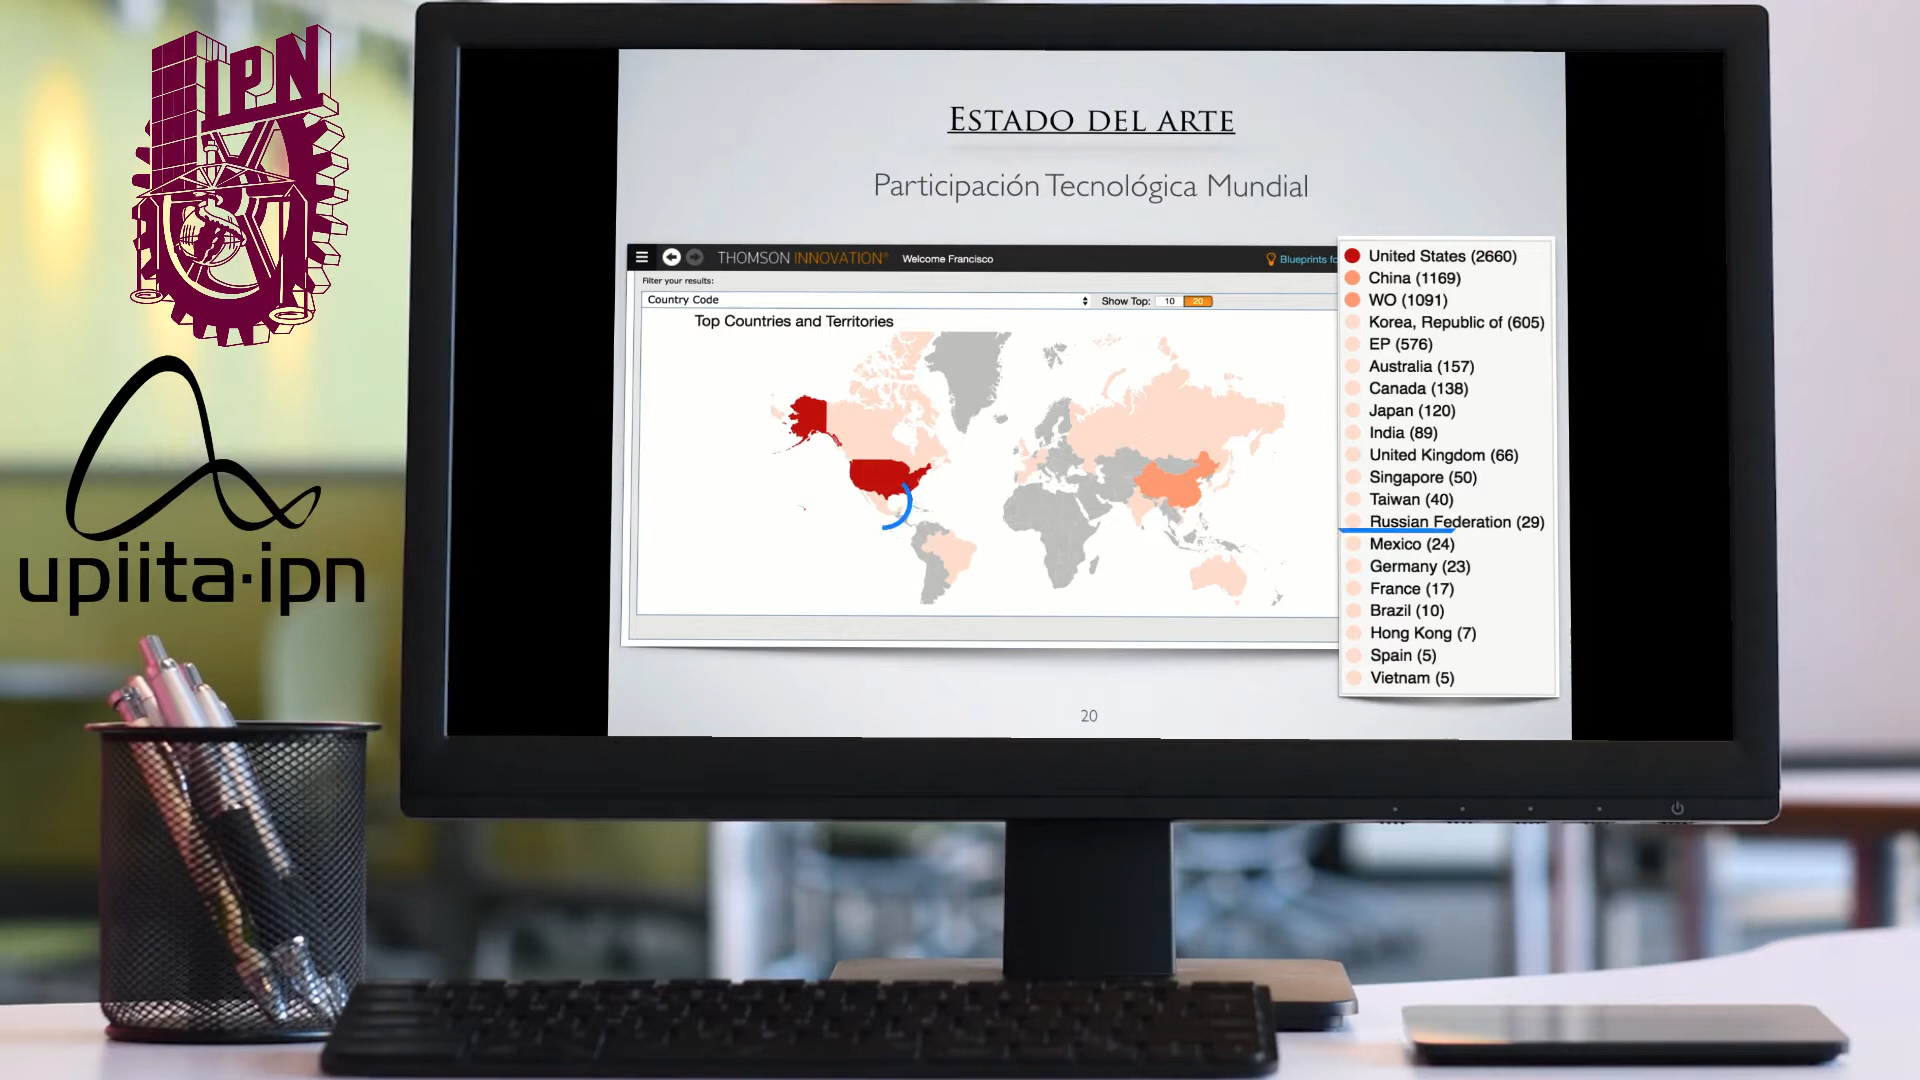 IPN
upiita·ipn
ESTADO DEL ARTE
Participación Tecnológica Mundial
THOMSON INNOVATION®
Welcome Francisco
Blueprints fo
Filter your results:
Country Code
Show Top:
10
20
Top Countries and Territories
United States (2660)
China (1169)
WO (1091)
Korea, Republic of (605)
EP (576)
Australia (157)
Canada (138)
Japan (120)
India (89)
United Kingdom (66)
Singapore (50)
Taiwan (40)
Russian Federation (29)
Mexico (24)
Germany (23)
France (17)
Brazil (10)
Hong Kong (7)
Spain (5)
Vietnam (5)
20